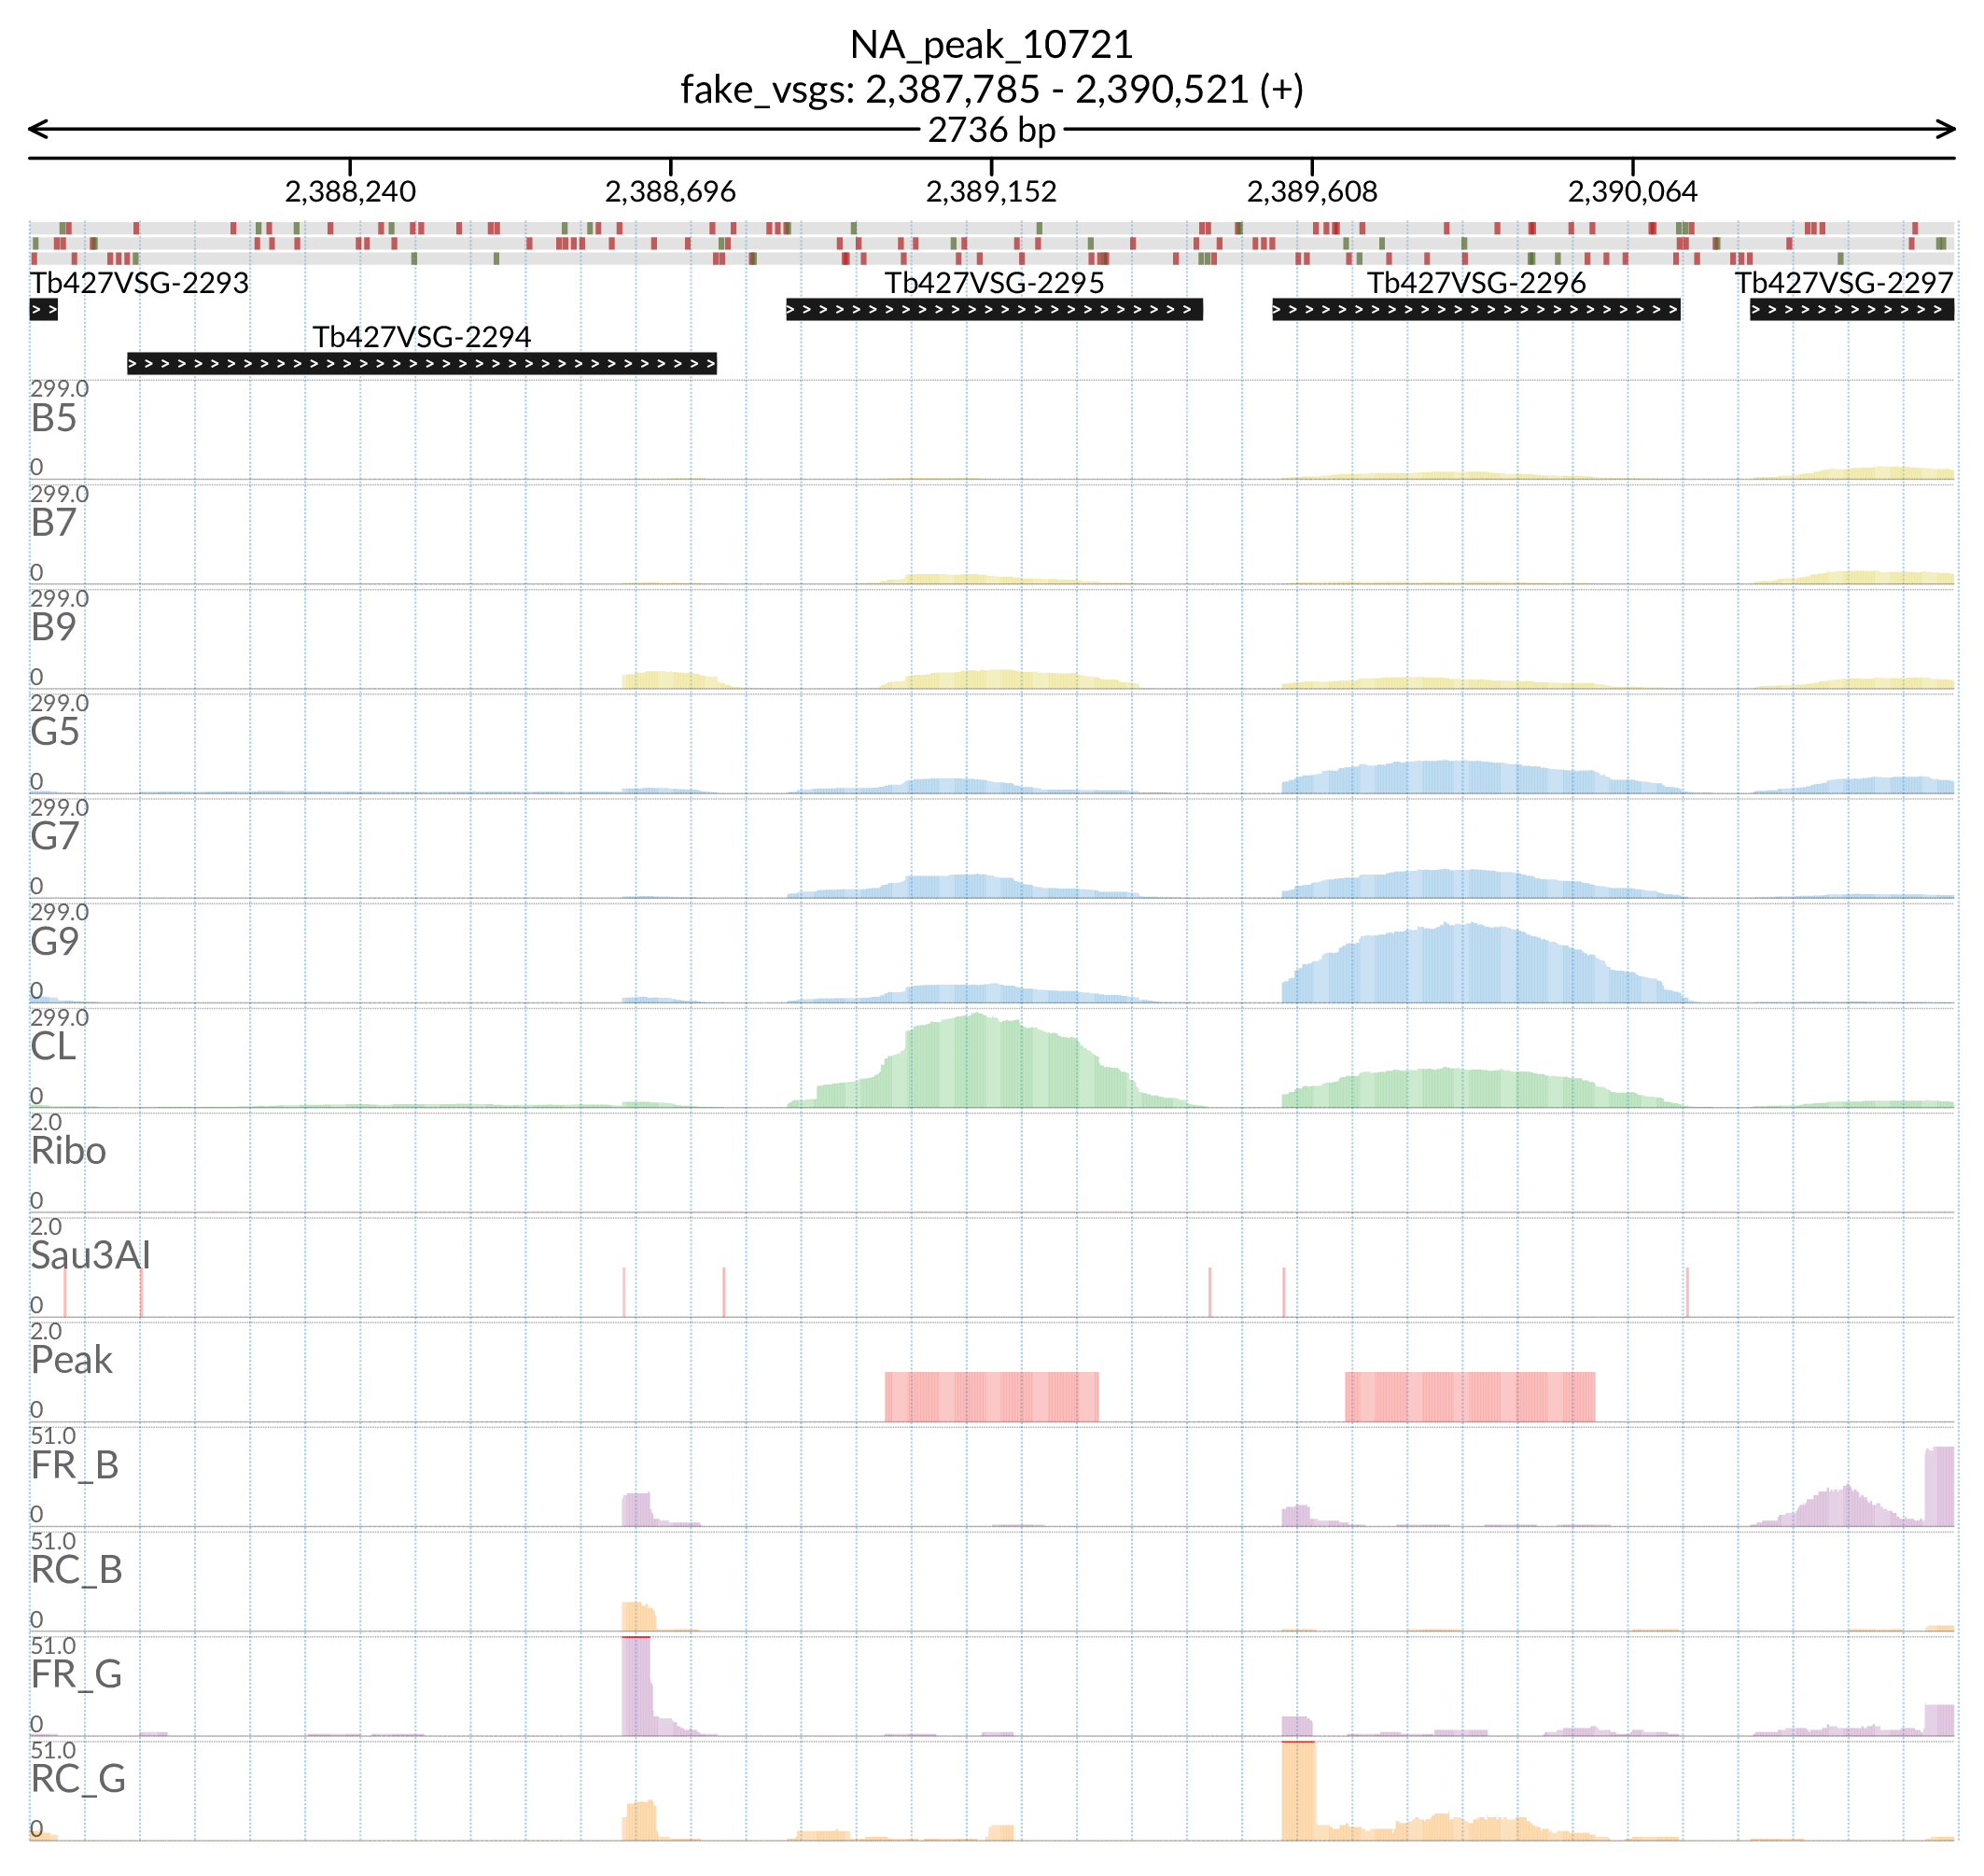 NA_peak_10721
fake_vsgs: 2,387,785 - 2,390,521 (+)
2736 bp
2,388,240 2,388,696 2,389,152 2,389,608 2,390,064
Tb427VSG-2293 Tb427VSG-2295 Tb427VSG-2296 Tb427VSG-2297
Tb427VSG-2294
299.0
B5
0
299.0
B7
0
299.0
B9
0
299.0
G5
0
299.0
G7
0
299.0
G9
0
299.0
CL
0
2.0
Ribo
0
2.0
Sau3AI
0
2.0
Peak
0
51.0
FR_B
0
51.0
RC_B
0
51.0
FR_G
0
51.0
RC_G
0